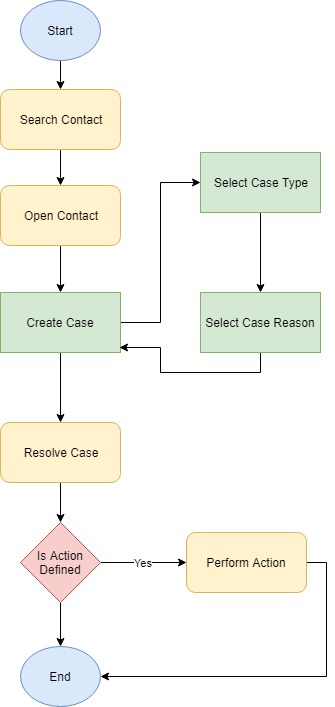 Start
Search Contact
Open Contact
Select Case Type
Create Case
Select Case Reason
Resolve Case
Is Action
Defined
Yes
Perform Action
End